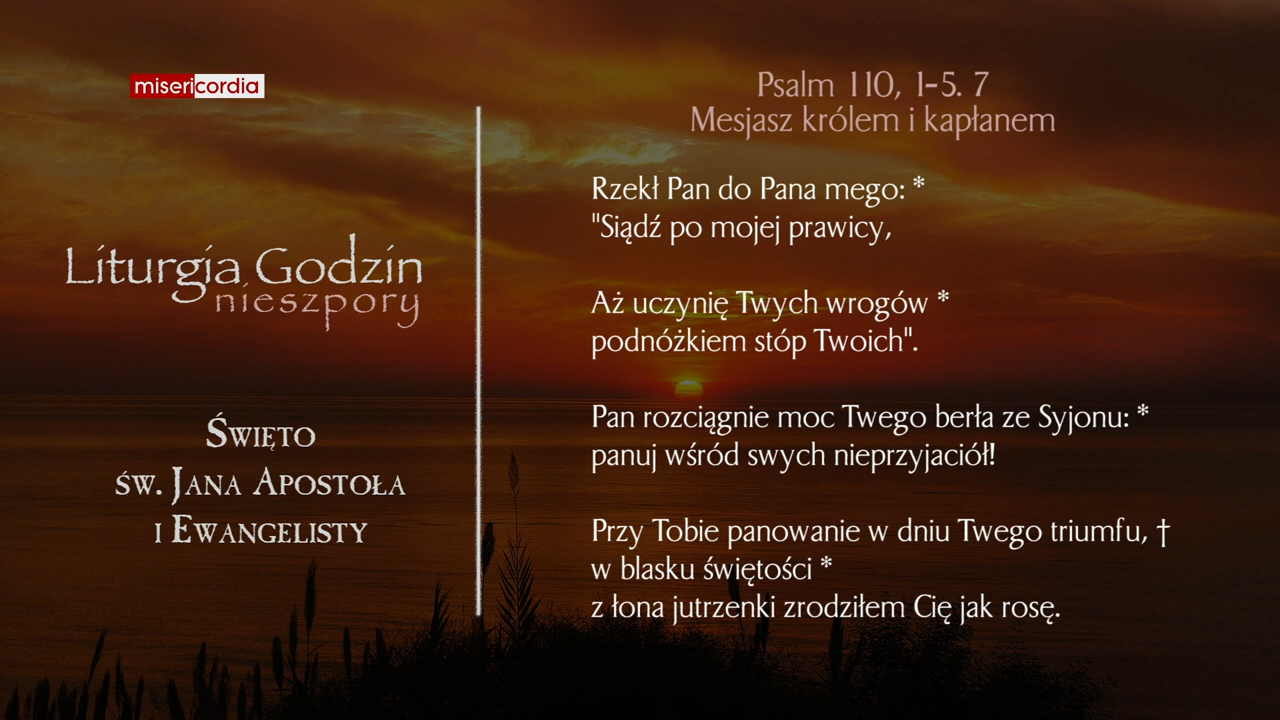 misericordia
Liturgia Godzin
nieszpory
Święto
św. Jana Apostoła
i Ewangelisty
Psalm 110, 1-5. 7
Mesjasz królem i kapłanem
Rzekł Pan do Pana mego: *
"Siądź po mojej prawicy,
Aż uczynię Twych wrogów *
podnóżkiem stóp Twoich".
Pan rozciągnie moc Twego berła ze Syjonu: *
panuj wśród swych nieprzyjaciół!
Przy Tobie panowanie w dniu Twego triumfu, †
w blasku świętości *
z łona jutrzenki zrodziłem Cię jak rosę.